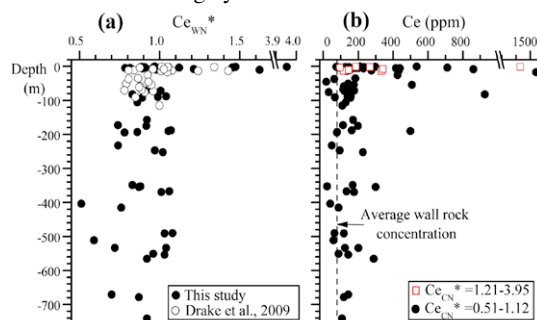 (a)
Ce_WN*
0.5 1.0 1.5 3.9 4.0
Depth
(m)
0
-100
-200
-300
-400
-500
-600
-700
This study
Drake et al., 2009
(b)
Ce (ppm)
0 200 400 600 800 1500
Average wall rock
concentration
Ce_CN* =1.21-3.95
Ce_CN* =0.51-1.12